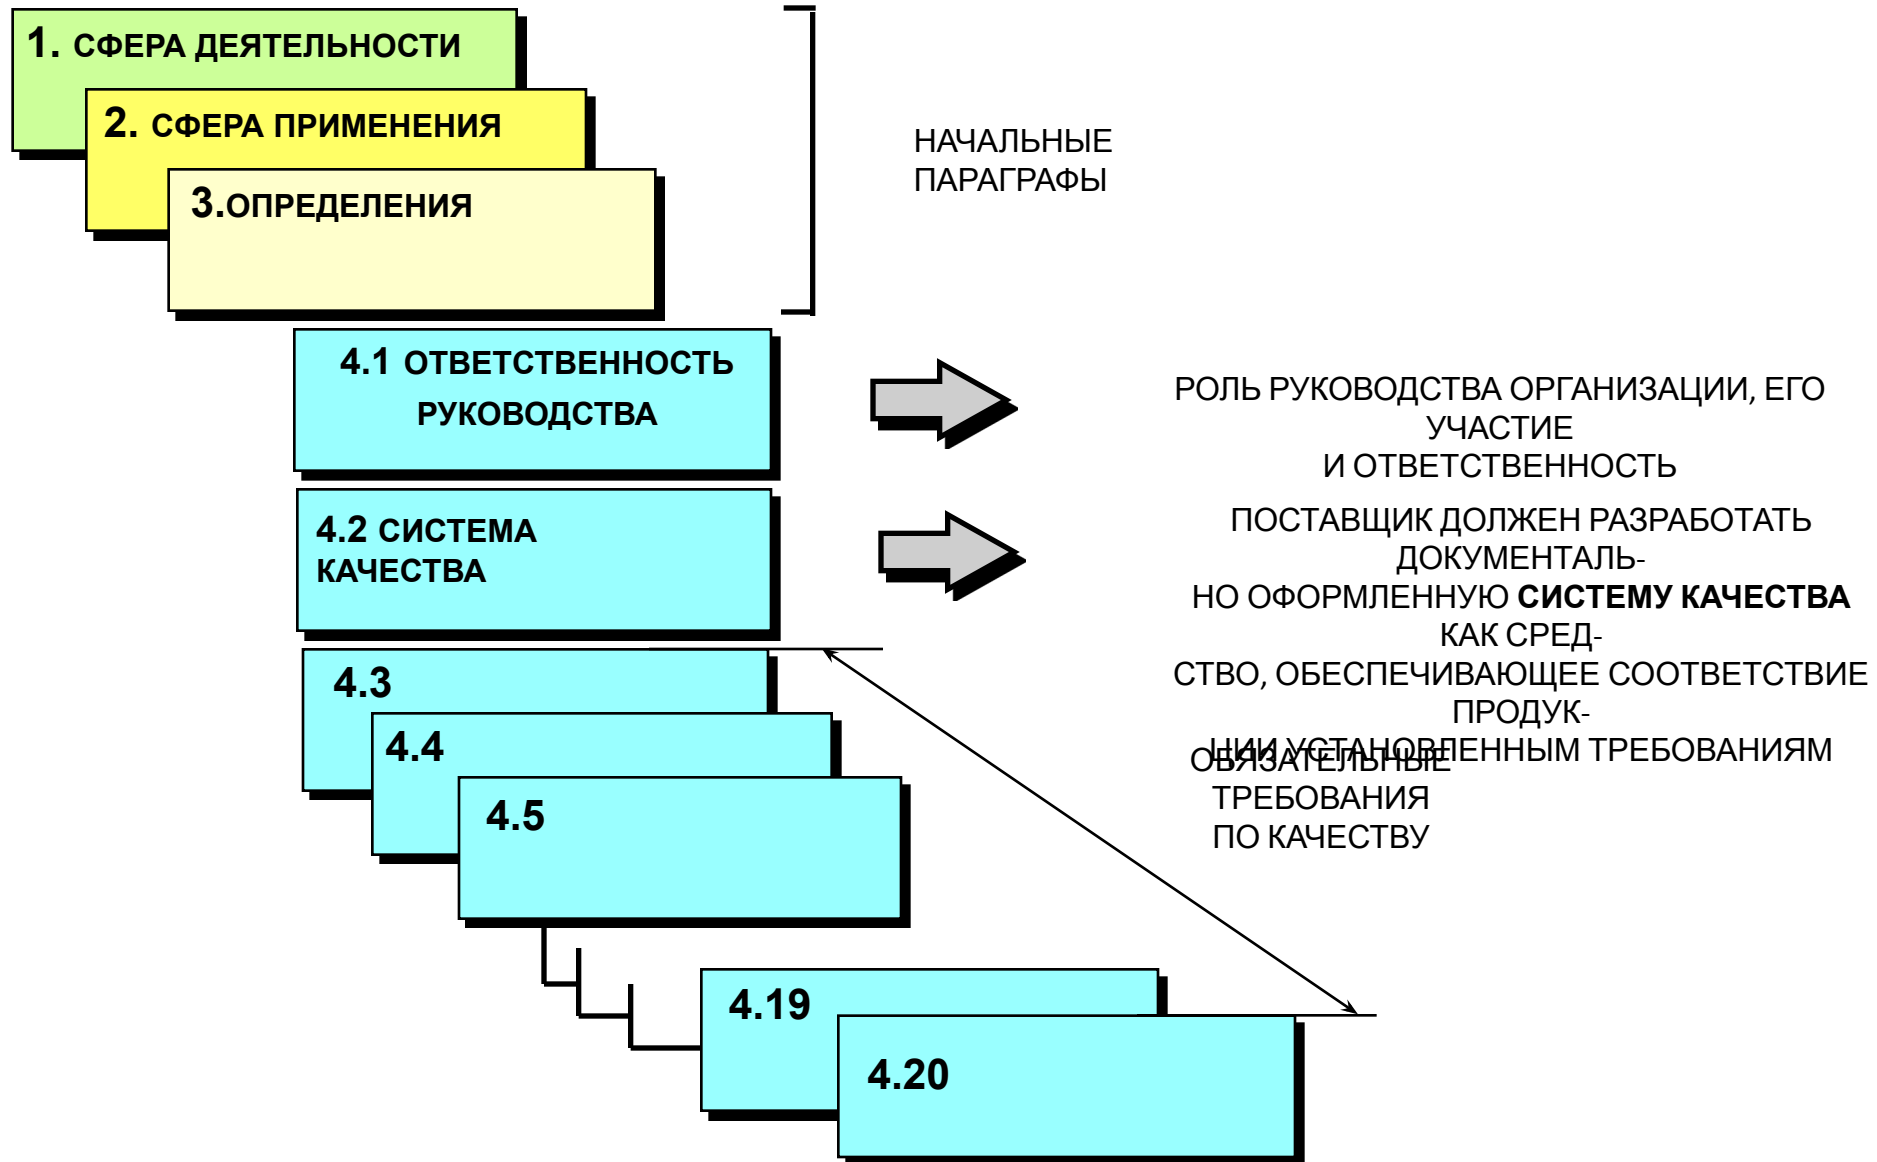 1. СФЕРА ДЕЯТЕЛЬНОСТИ
2. СФЕРА ПРИМЕНЕНИЯ
3.ОПРЕДЕЛЕНИЯ
НАЧАЛЬНЫЕ
ПАРАГРАФЫ
4.1 ОТВЕТСТВЕННОСТЬ
РУКОВОДСТВА
РОЛЬ РУКОВОДСТВА ОРГАНИЗАЦИИ, ЕГО
УЧАСТИЕ
И ОТВЕТСТВЕННОСТЬ
4.2 СИСТЕМА
КАЧЕСТВА
ПОСТАВЩИК ДОЛЖЕН РАЗРАБОТАТЬ
ДОКУМЕНТАЛЬ-
НО ОФОРМЛЕННУЮ СИСТЕМУ КАЧЕСТВА
КАК СРЕД-
СТВО, ОБЕСПЕЧИВАЮЩЕЕ СООТВЕТСТВИЕ
ПРОДУК-
ЦИИ УСТАНОВЛЕННЫМ ТРЕБОВАНИЯМ
ОБЯЗАТЕЛЬНЫЕ
ТРЕБОВАНИЯ
ПО КАЧЕСТВУ
4.3
4.4
4.5
4.19
4.20